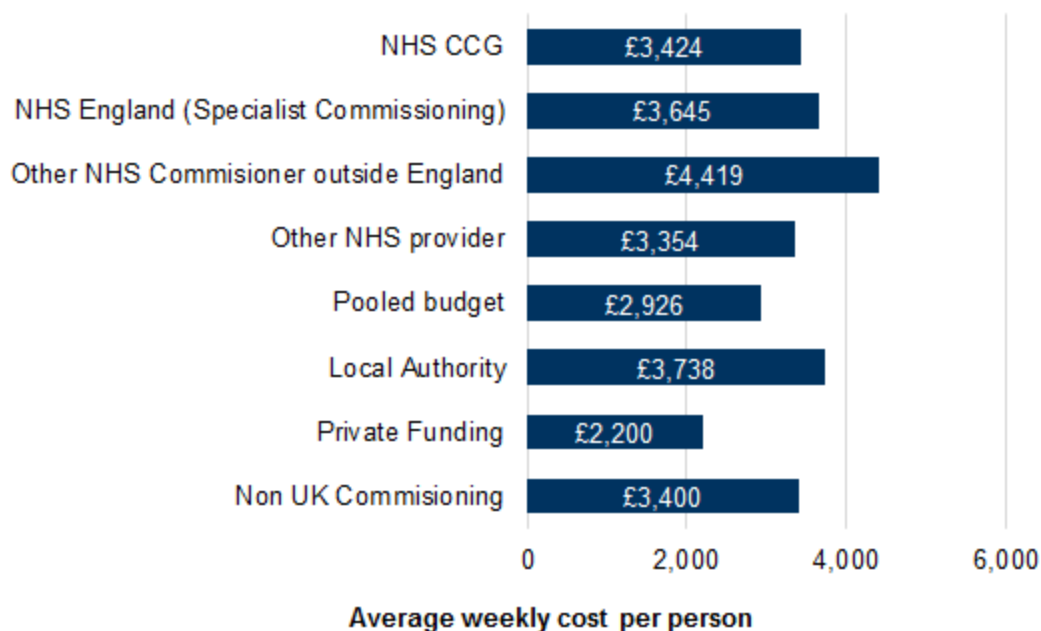 NHS CCG £3,424
NHS England (Specialist Commissioning) £3,645
Other NHS Commisioner outside England £4,419
Other NHS provider £3,354
Pooled budget £2,926
Local Authority £3,738
Private Funding £2,200
Non UK Commisioning £3,400
0 2,000 4,000 6,000
Average weekly cost per person